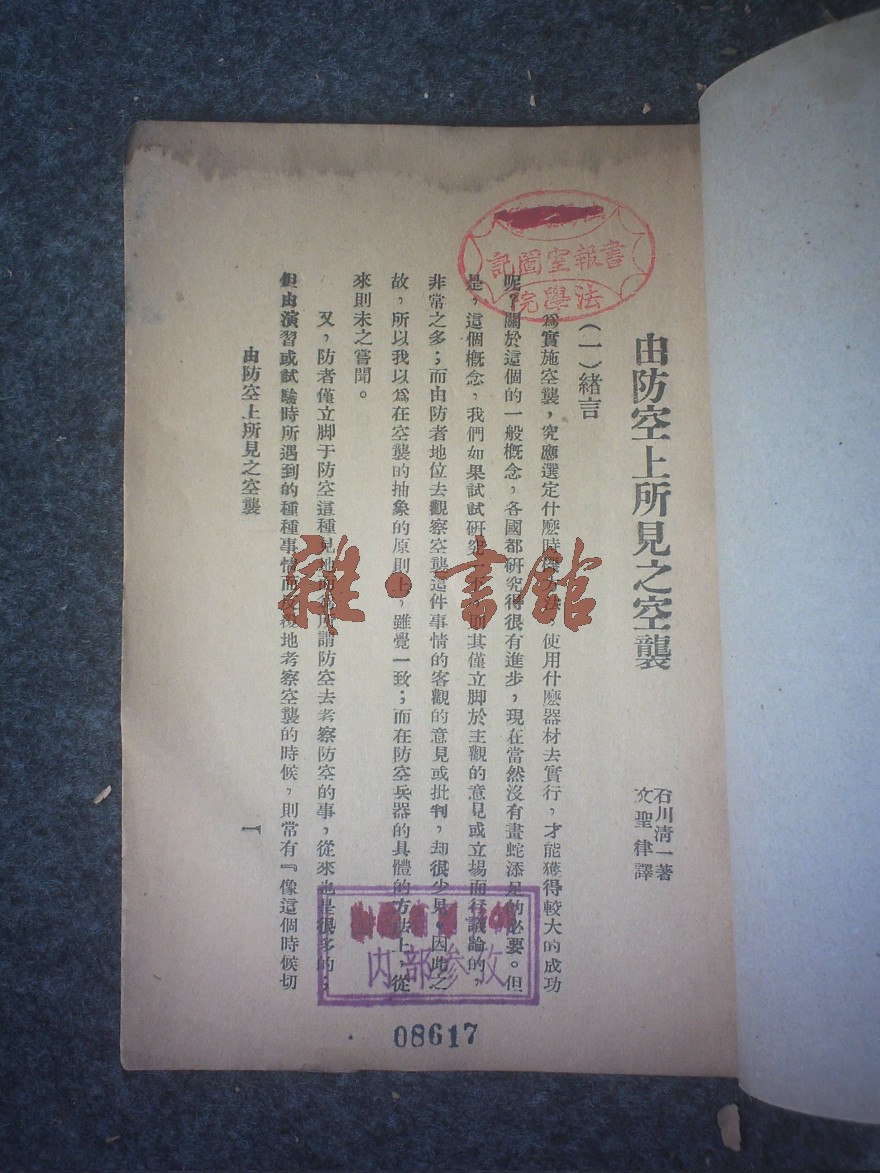 由防空上所見之空襲
石川清一著
文聖律譯
(一)緒言
爲實施空襲，究應選定什麽時 使用什麽器材去實行，才能獲得較大的成功
呢？關於這個的一般槪念，各國都研究得很有進步，現在當然沒有畫蛇添足的必要。但
是，這個槪念，我們如果試試研究一下，則其僅立脚於主觀的意見或立場而行議論的，
非常之多；而由防者地位去觀察空襲這件事情的客觀的意見或批判，却很少見。因此之
故，所以我以爲在空襲的抽象的原則上，雖覺一致；而在防空兵器的具體的方法上，從
來則未之嘗聞。
又，防者僅立脚于防空這種見地 所謂防空去考察防空的事，從來也是很多的；
但由演習或試驗時所遇到的種種事情而反覆地考察空襲的時候，則常有『像這個時候切
由防空上所見之空襲
一
書報室圖記
法學院
雜·書館
内部参攷
08617